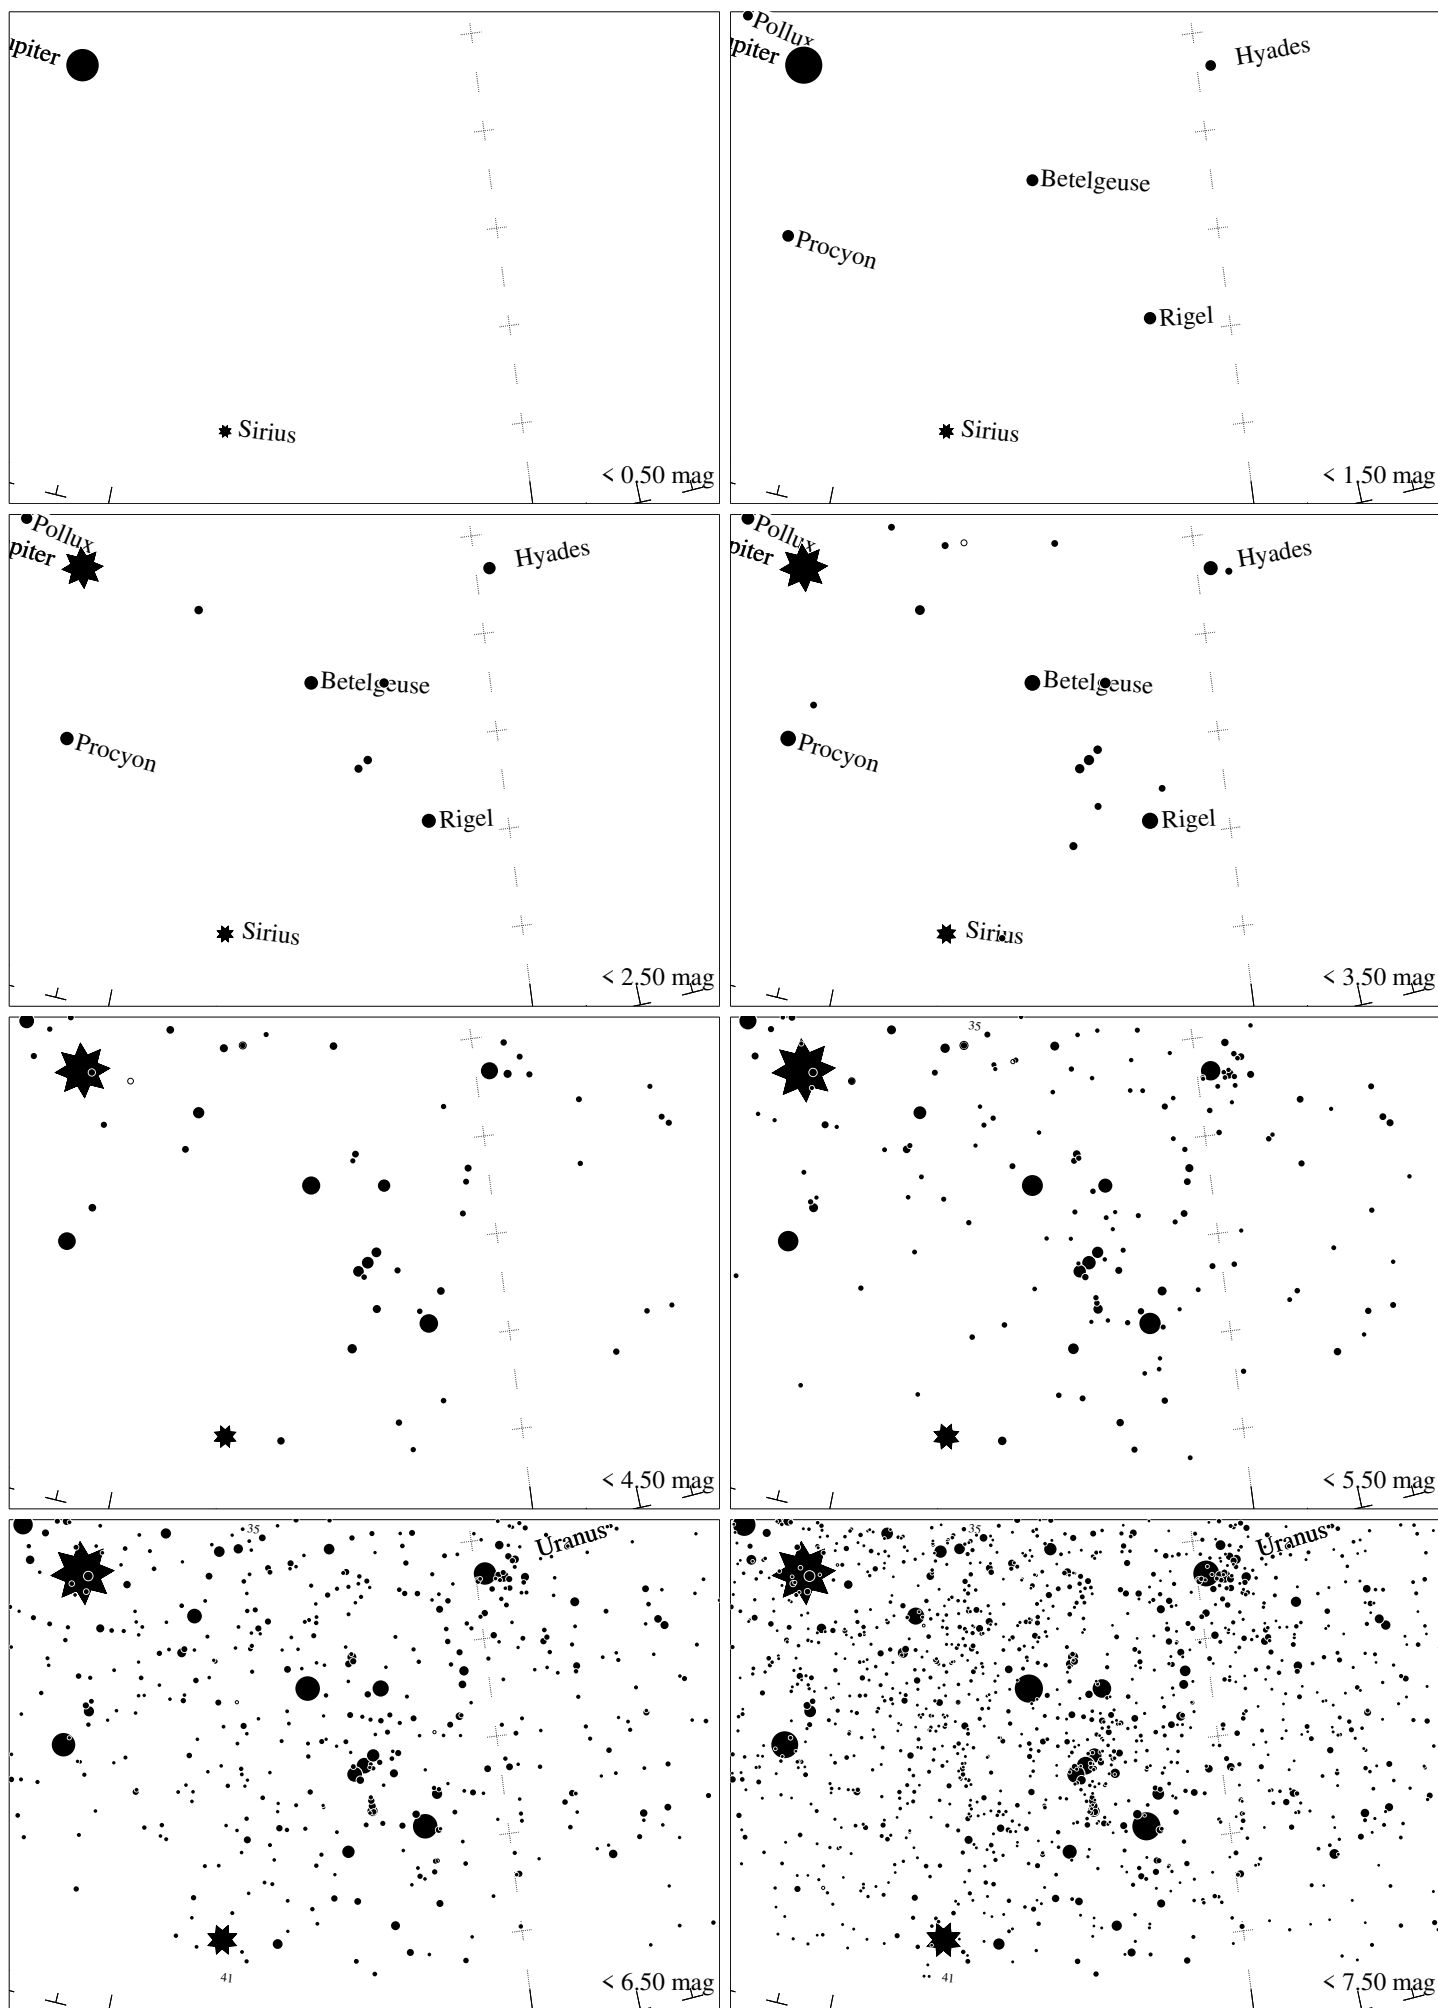 upiter
Sirius
< 0.50 mag
Pollux
upiter
Hyades
Betelgeuse
Procyon
Rigel
Sirius
< 1.50 mag
Pollux
piter
Hyades
Betelgeuse
Procyon
Rigel
Sirius
< 2.50 mag
Pollux
piter
Hyades
Betelgeuse
Procyon
Rigel
Sirius
< 3.50 mag
< 4.50 mag
35
< 5.50 mag
35
Uranus
41
< 6.50 mag
35
Uranus
41
< 7.50 mag